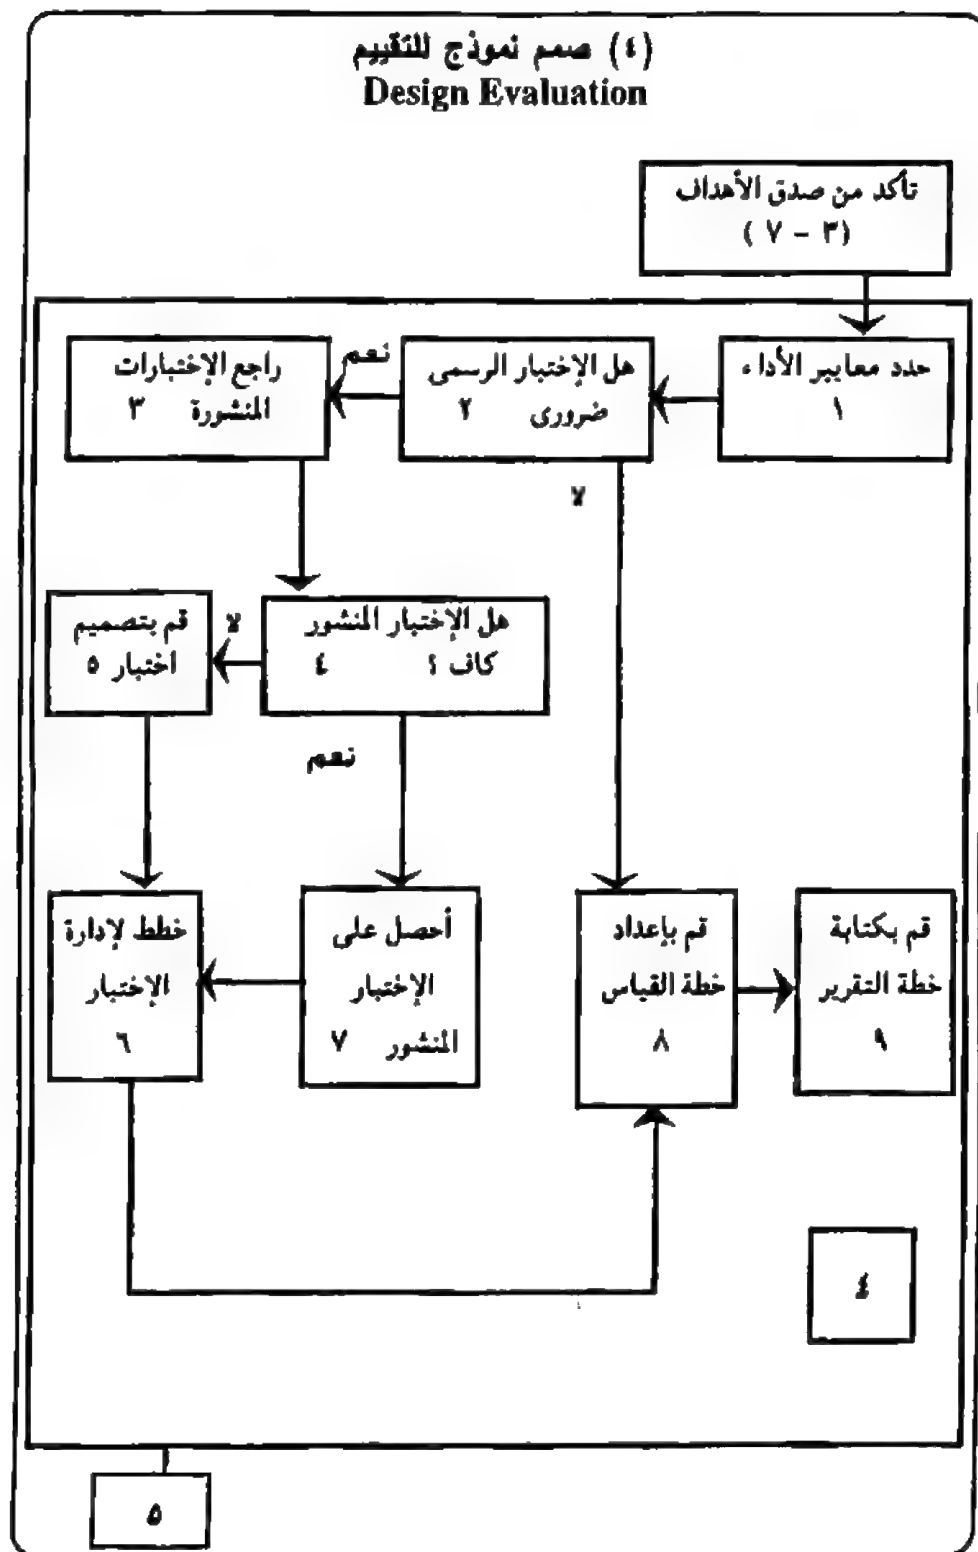 (٤) صمم نموذج للتقييم
Design Evaluation
تأكد من صدق الأهداف
(٣ - ٧)
حدد معايير الأداء
١
هل الإختبار الرسمى
ضرورى ٢
نعم
راجع الإختبارات
المنشورة ٣
لا
هل الإختبار المنشور
كاف ؟ ٤
لا
قم بتصميم
اختبار ٥
نعم
قم بكتابة
خطة التقرير
٩
قم بإعداد
خطة القياس
٨
أحصل على
الإختبار
المنشور ٧
خطط لإدارة
الإختبار
٦
٤
٥